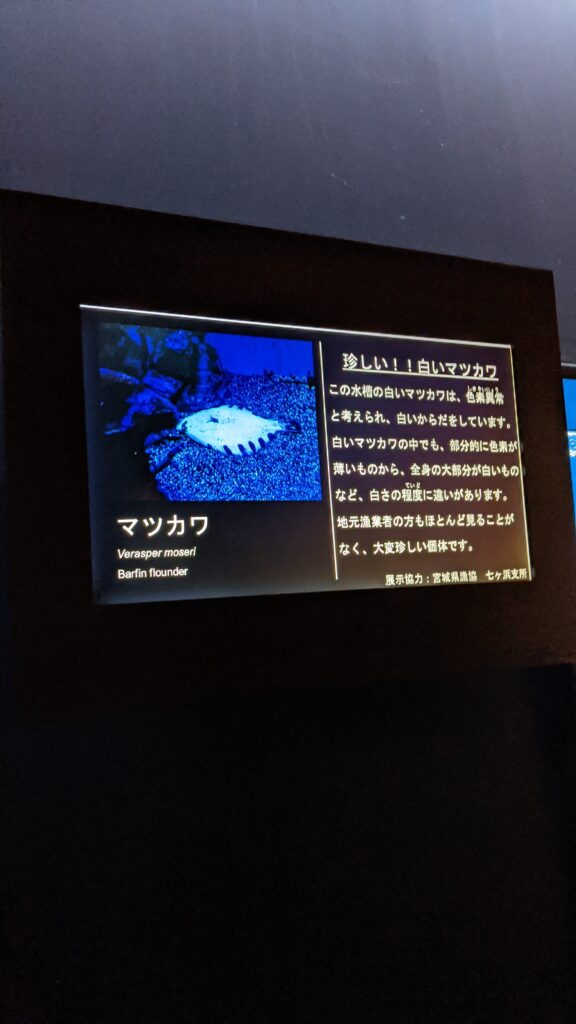 珍しい！！白いマツカワ
この水槽の白いマツカワは、色素異常
と考えられ、白いからだをしています。
白いマツカワの中でも、部分的に色素が
薄いものから、全身の大部分が白いもの
など、白さの程度に違いがあります。
地元漁業者の方もほとんど見ることが
なく、大変珍しい個体です。
展示協力：宮城県漁協　七ヶ浜支所
マツカワ
Verasper moseri
Barfin flounder